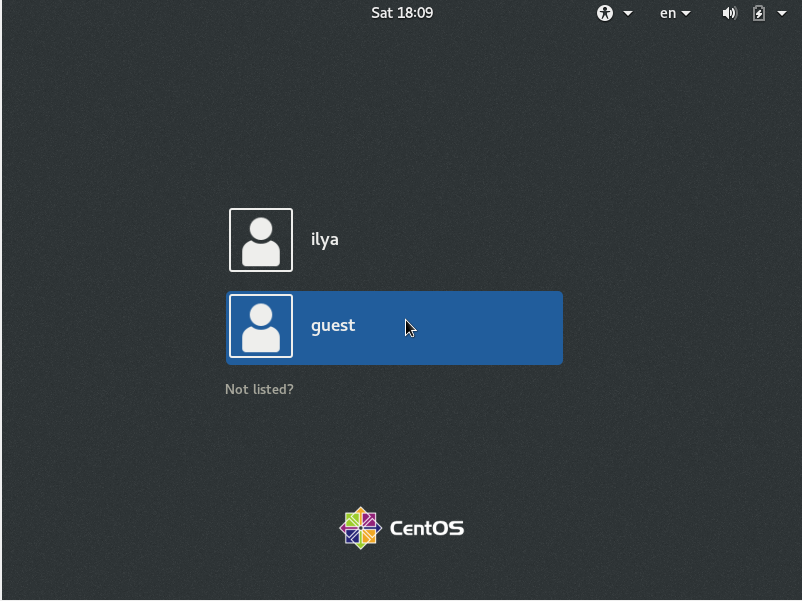 Sat 18:09
en
ilya
guest
Not listed?
CentOS